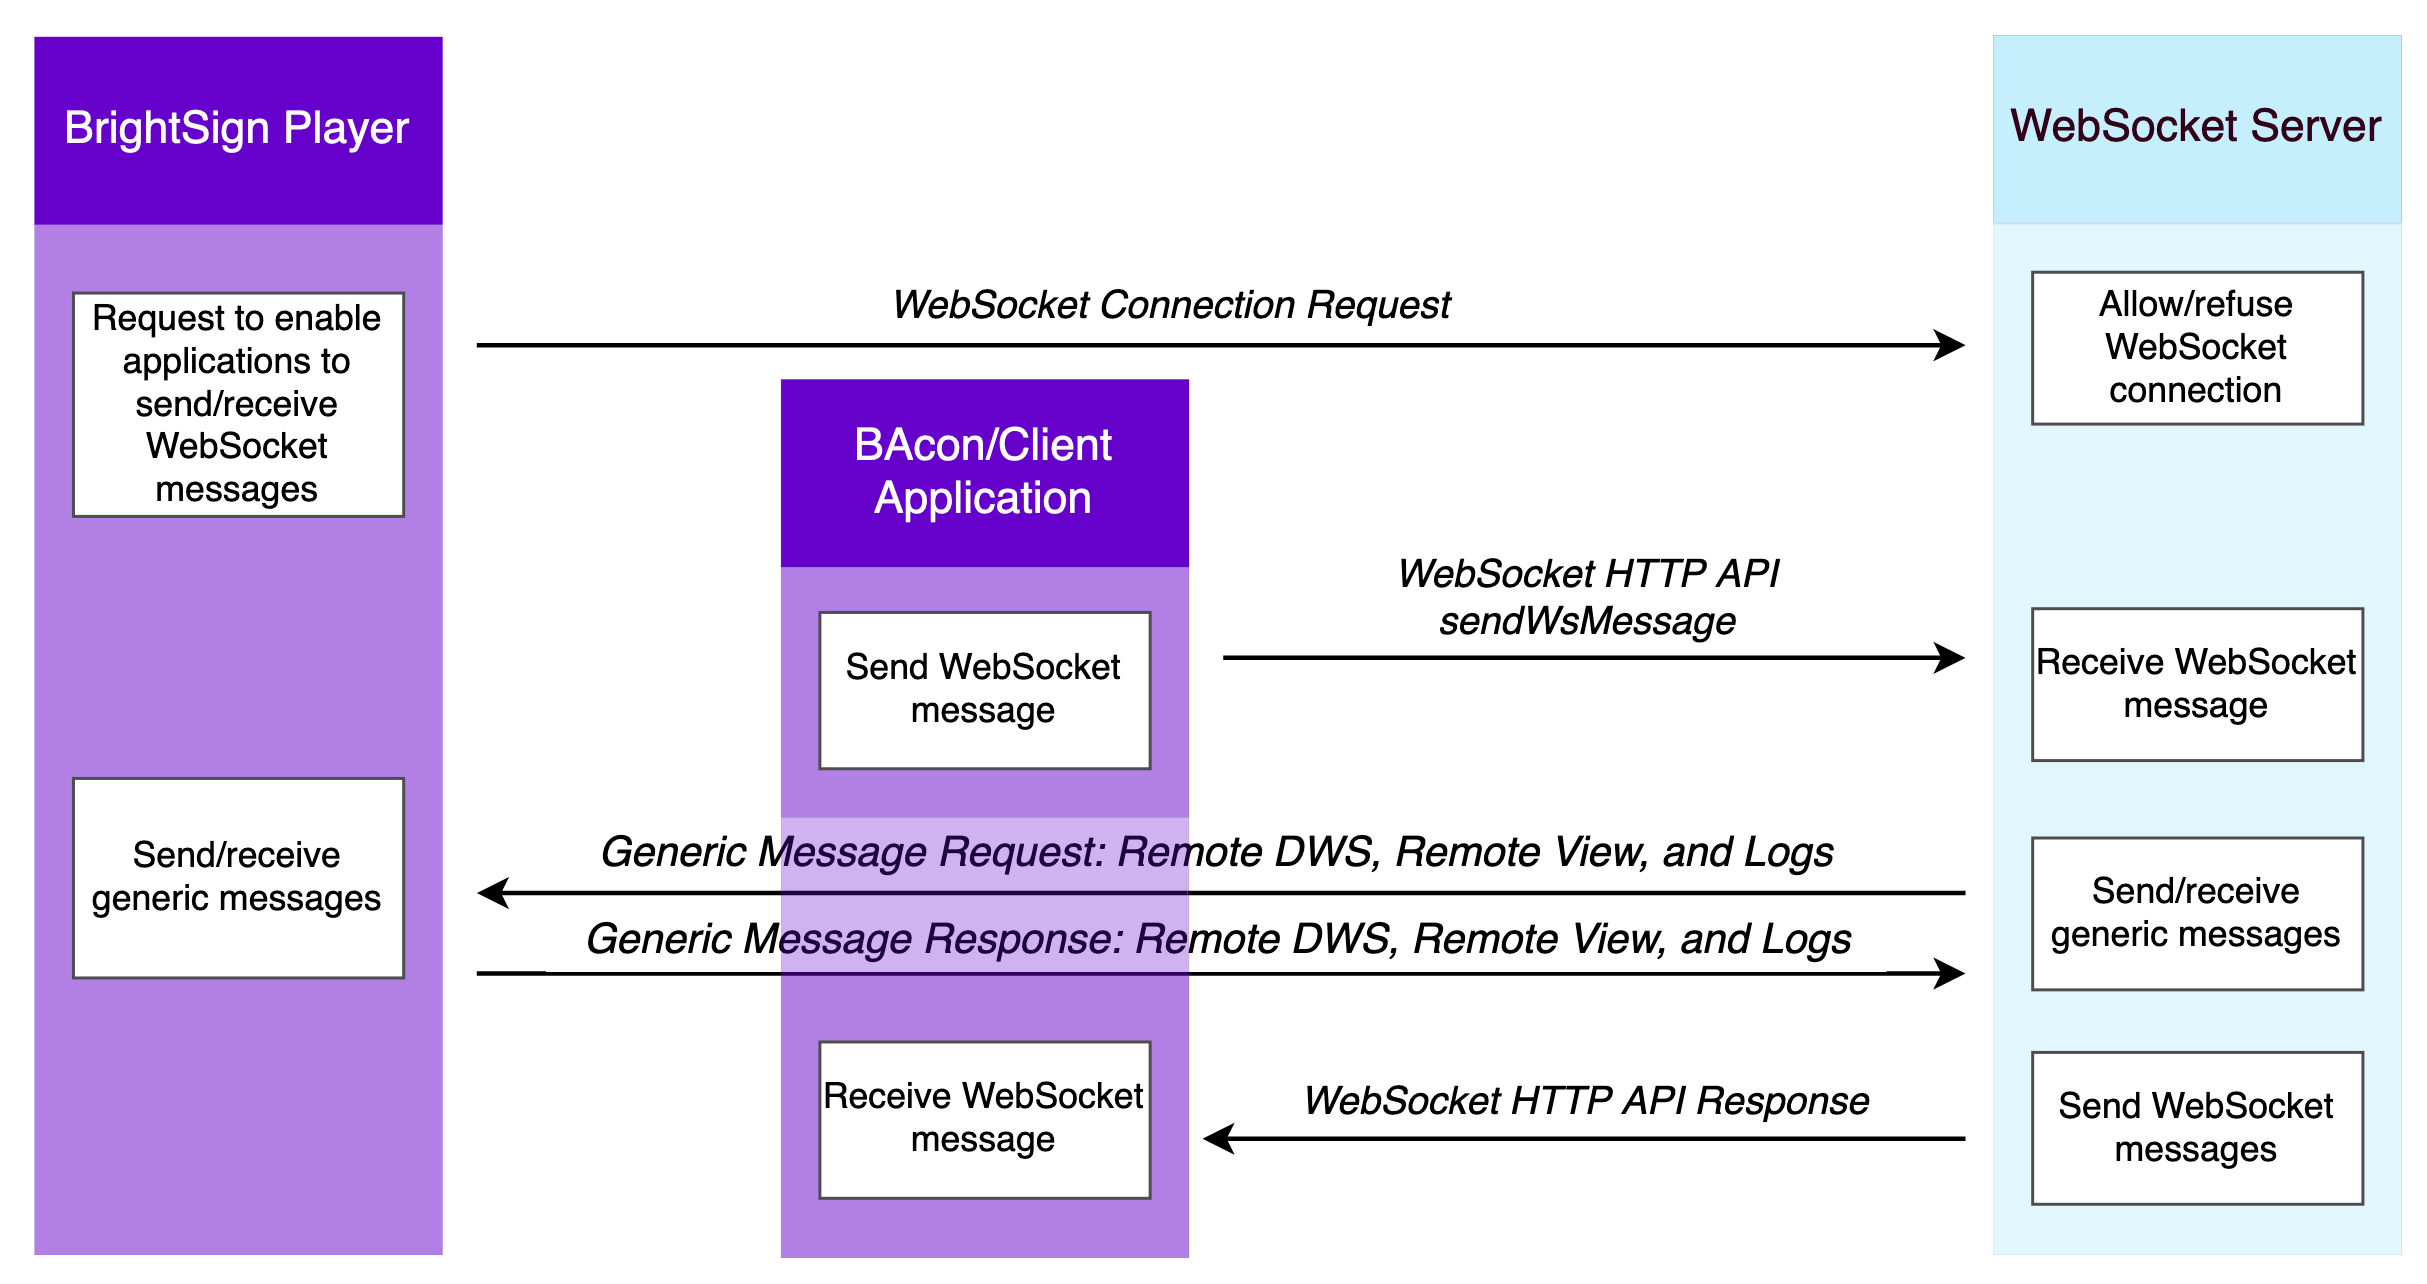 BrightSign Player
WebSocket Server
Request to enable
applications to
send/receive
WebSocket
messages
WebSocket Connection Request
Allow/refuse
WebSocket
connection
BAcon/Client
Application
WebSocket HTTP API
sendWsMessage
Send WebSocket
message
Receive WebSocket
message
Send/receive
generic messages
Generic Message Request: Remote DWS, Remote View, and Logs
Generic Message Response: Remote DWS, Remote View, and Logs
Send/receive
generic messages
Receive WebSocket
message
WebSocket HTTP API Response
Send WebSocket
messages